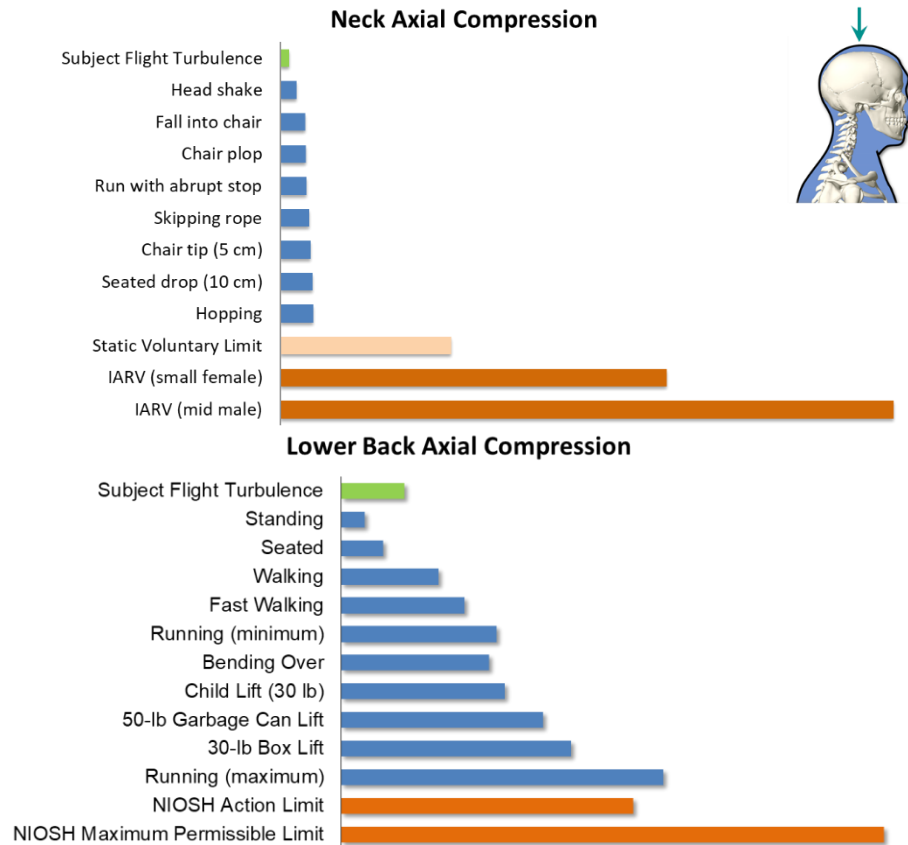 Neck Axial Compression
Subject Flight Turbulence
Head shake
Fall into chair
Chair plop
Run with abrupt stop
Skipping rope
Chair tip (5 cm)
Seated drop (10 cm)
Hopping
Static Voluntary Limit
IARV (small female)
IARV (mid male)
Lower Back Axial Compression
Subject Flight Turbulence
Standing
Seated
Walking
Fast Walking
Running (minimum)
Bending Over
Child Lift (30 lb)
50-lb Garbage Can Lift
30-lb Box Lift
Running (maximum)
NIOSH Action Limit
NIOSH Maximum Permissible Limit